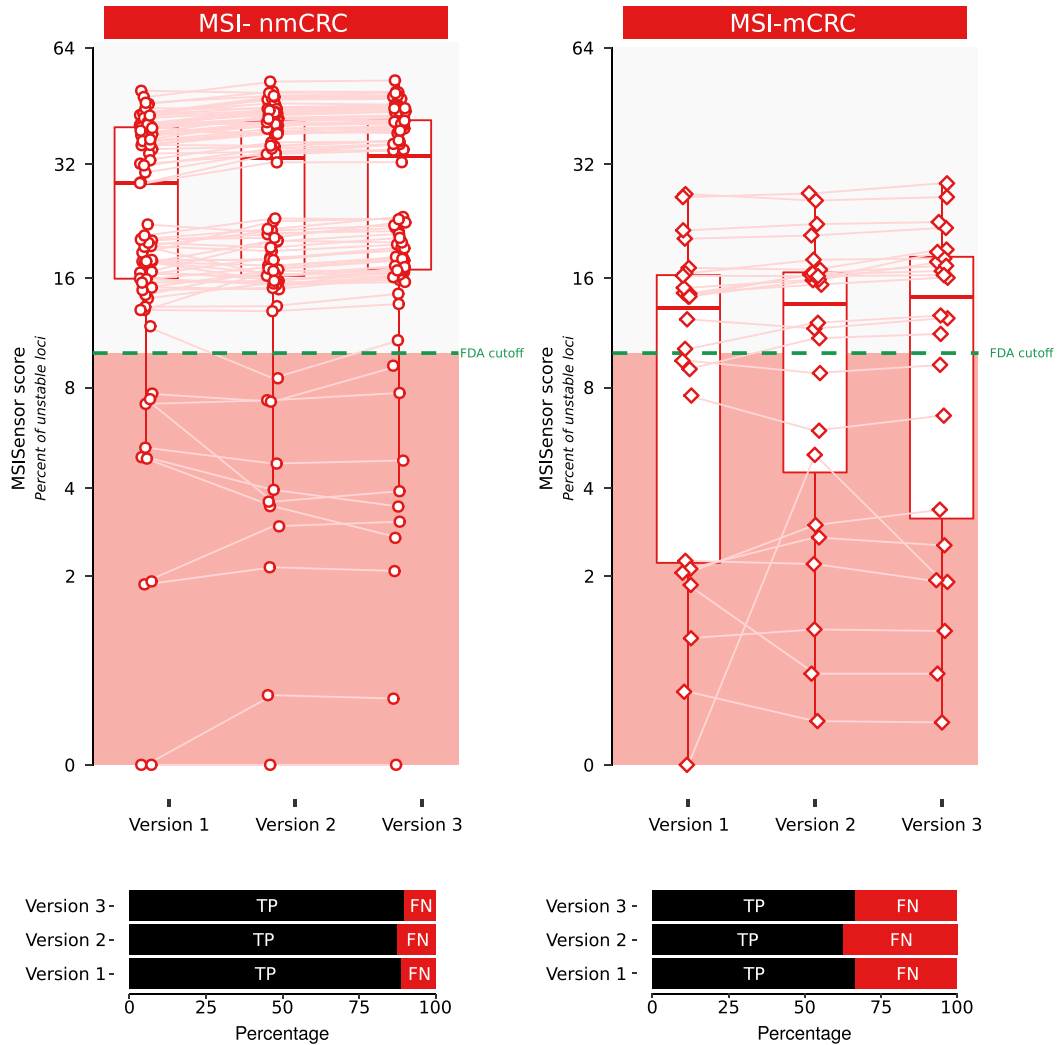 MSI- nmCRC
MSI-mCRC
64
32
16
8
4
2
0
MSISensor score
Percent of unstable loci
FDA cutoff
Version 1
Version 2
Version 3
64
32
16
8
4
2
0
MSISensor score
Percent of unstable loci
FDA cutoff
Version 1
Version 2
Version 3
Version 3
TP
FN
Version 2
TP
FN
Version 1
TP
FN
0
25
50
75
100
Percentage
Version 3
TP
FN
Version 2
TP
FN
Version 1
TP
FN
0
25
50
75
100
Percentage